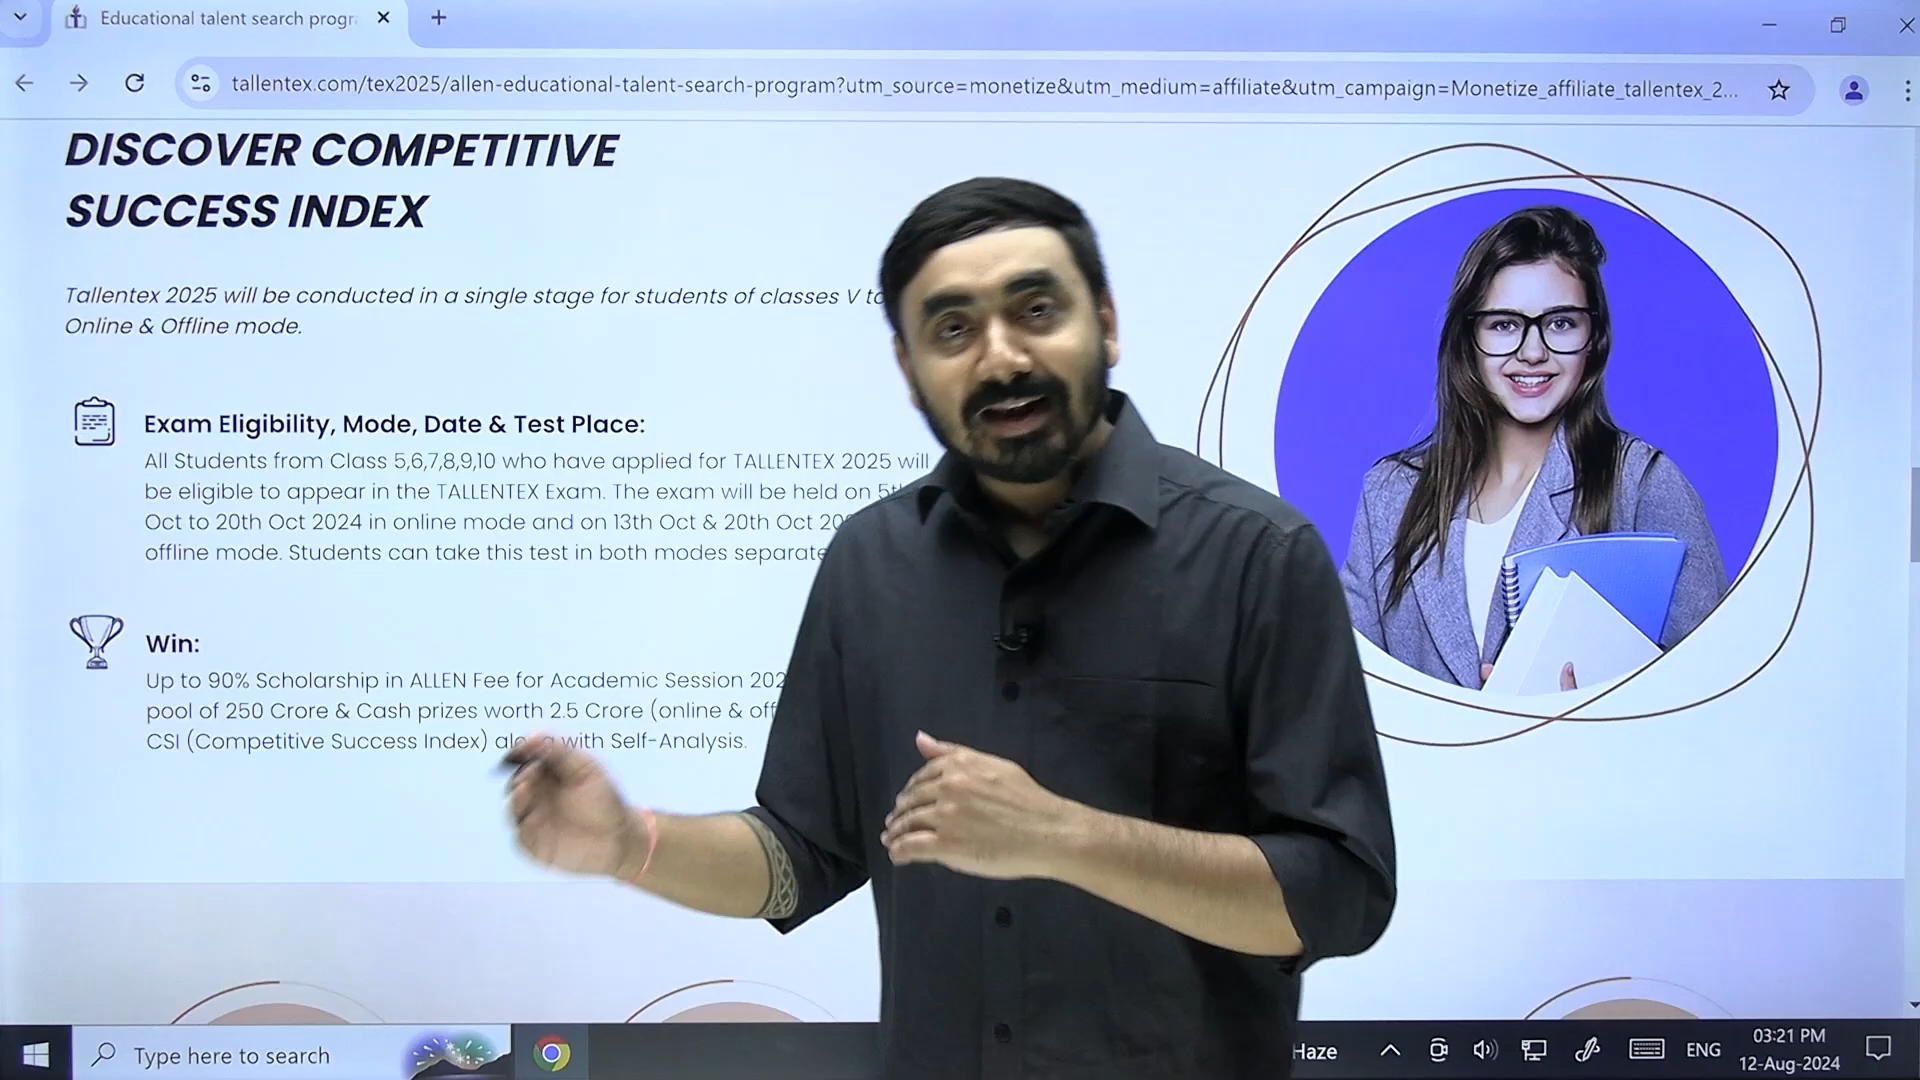 Educational talent search progr
tallentex.com/tex2025/allen-educational-talent-search-program?utm_source=monetize&utm_medium=affiliate&utm_campaign=Monetize_affiliate_tallentex_2...
DISCOVER COMPETITIVE
SUCCESS INDEX
Tallentex 2025 will be conducted in a single stage for students of classes V to
Online & Offline mode.
Exam Eligibility, Mode, Date & Test Place:
All Students from Class 5,6,7,8,9,10 who have applied for TALLENTEX 2025 will
be eligible to appear in the TALLENTEX Exam. The exam will be held on 5th
Oct to 20th Oct 2024 in online mode and on 13th Oct & 20th Oct
offline mode. Students can take this test in both modes
Win:
Up to 90% Scholarship in ALLEN Fee for Academic Session
pool of 250 Crore & Cash prizes worth 2.5 Crore (online &
CSI (Competitive Success Index) along with Self-Analysis.
Type here to search
Haze
ENG
03:21 PM
12-Aug-2024